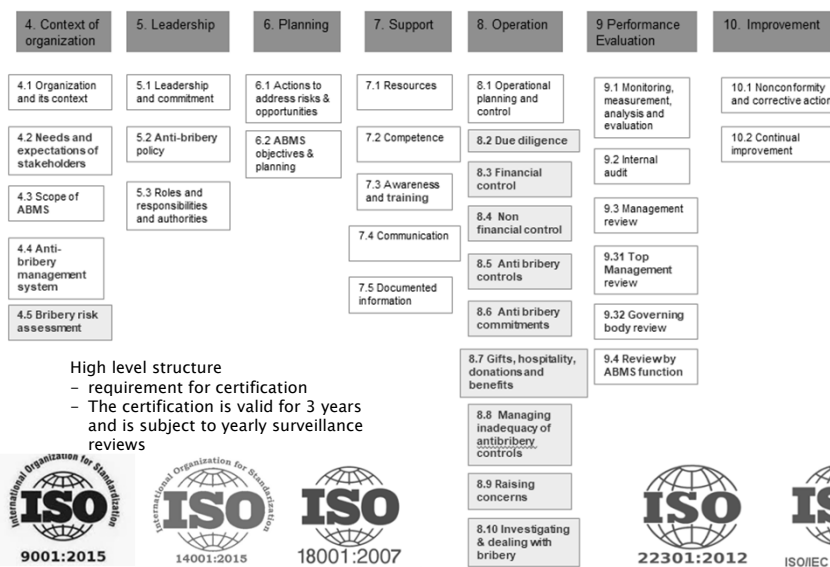 4. Context of
organization
5. Leadership
6. Planning
7. Support
8. Operation
9 Performance
Evaluation
10. Improvement
4.1 Organization
and its context
4.2 Needs and
expectations of
stakeholders
4.3 Scope of
ABMS
4.4 Anti-
bribery
management
system
4.5 Bribery risk
assessment
5.1 Leadership
and commitment
5.2 Anti-bribery
policy
5.3 Roles and
responsibilities
and authorities
6.1 Actions to
address risks &
opportunities
6.2 ABMS
objectives &
planning
7.1 Resources
7.2 Competence
7.3 Awareness
and training
7.4 Communication
7.5 Documented
information
8.1 Operational
planning and
control
8.2 Due diligence
8.3 Financial
control
8.4 Non
financial control
8.5 Anti bribery
controls
8.6 Anti bribery
commitments
8.7 Gifts, hospitality,
donations and
benefits
8.8 Managing
inadequacy of
antibribery
controls
8.9 Raising
concerns
8.10 Investigating
& dealing with
bribery
9.1 Monitoring,
measurement,
analysis and
evaluation
9.2 Internal
audit
9.3 Management
review
9.31 Top
Management
review
9.32 Governing
body review
9.4 Review by
ABMS function
10.1 Nonconformity
and corrective action
10.2 Continual
improvement
High level structure
– requirement for certification
– The certification is valid for 3 years
and is subject to yearly surveillance
reviews
International Organization for Standardization
ISO
9001:2015
International Organization for Standardization
ISO
14001:2015
ISO
18001:2007
ISO
22301:2012
ISO/IEC